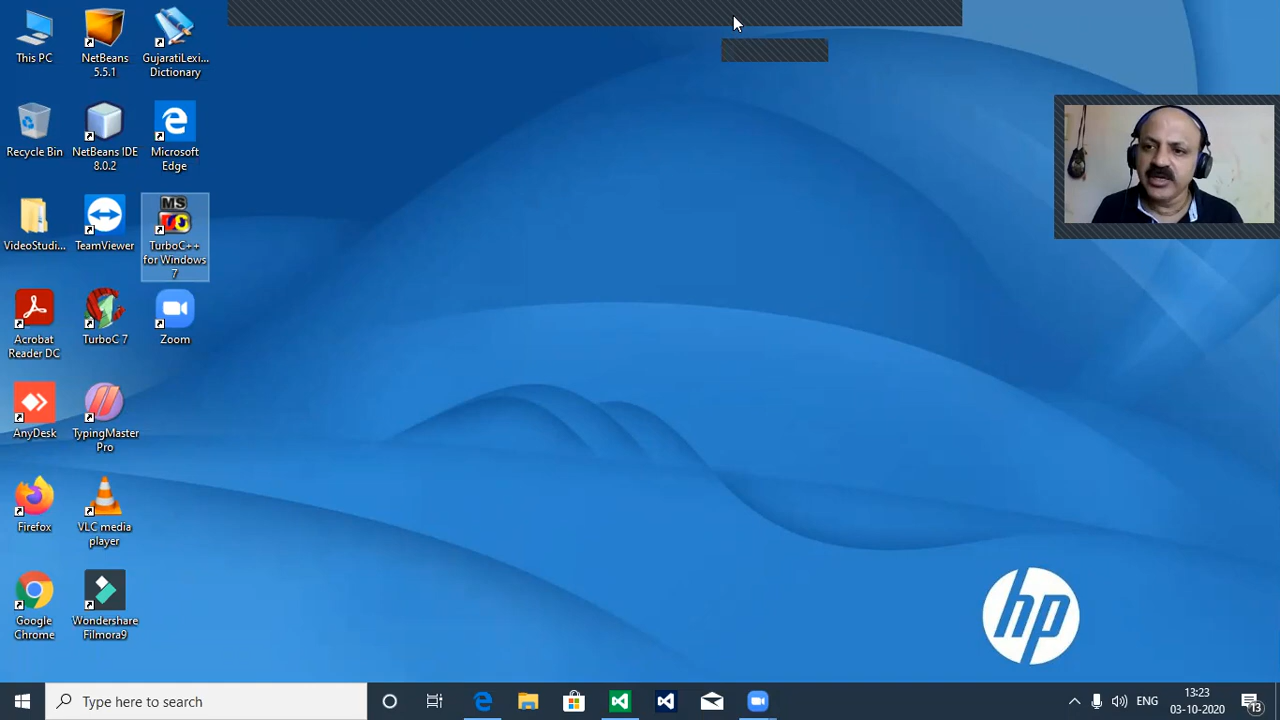 This PC
NetBeans
5.5.1
GujaratiLexi...
Dictionary
Recycle Bin
NetBeans IDE
8.0.2
Microsoft
Edge
VideoStudi...
TeamViewer
MS
TurboC++
for Windows
7
Acrobat
Reader DC
TurboC 7
Zoom
AnyDesk
TypingMaster
Pro
Firefox
VLC media
player
Google
Chrome
Wondershare
Filmora9
hp
Type here to search
ENG
13:23
03-10-2020
13